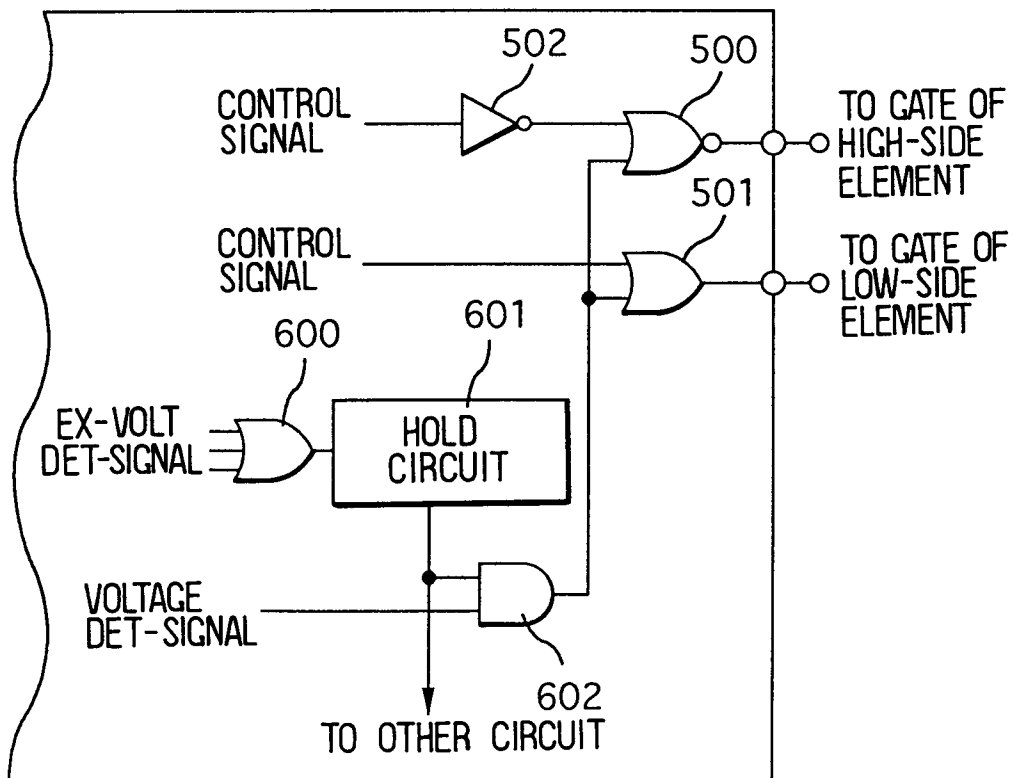 502
500
CONTROL
SIGNAL
TO GATE OF
HIGH-SIDE
ELEMENT
501
CONTROL
SIGNAL
TO GATE OF
LOW-SIDE
ELEMENT
600
601
EX-VOLT
DET-SIGNAL
HOLD
CIRCUIT
VOLTAGE
DET-SIGNAL
602
TO OTHER CIRCUIT